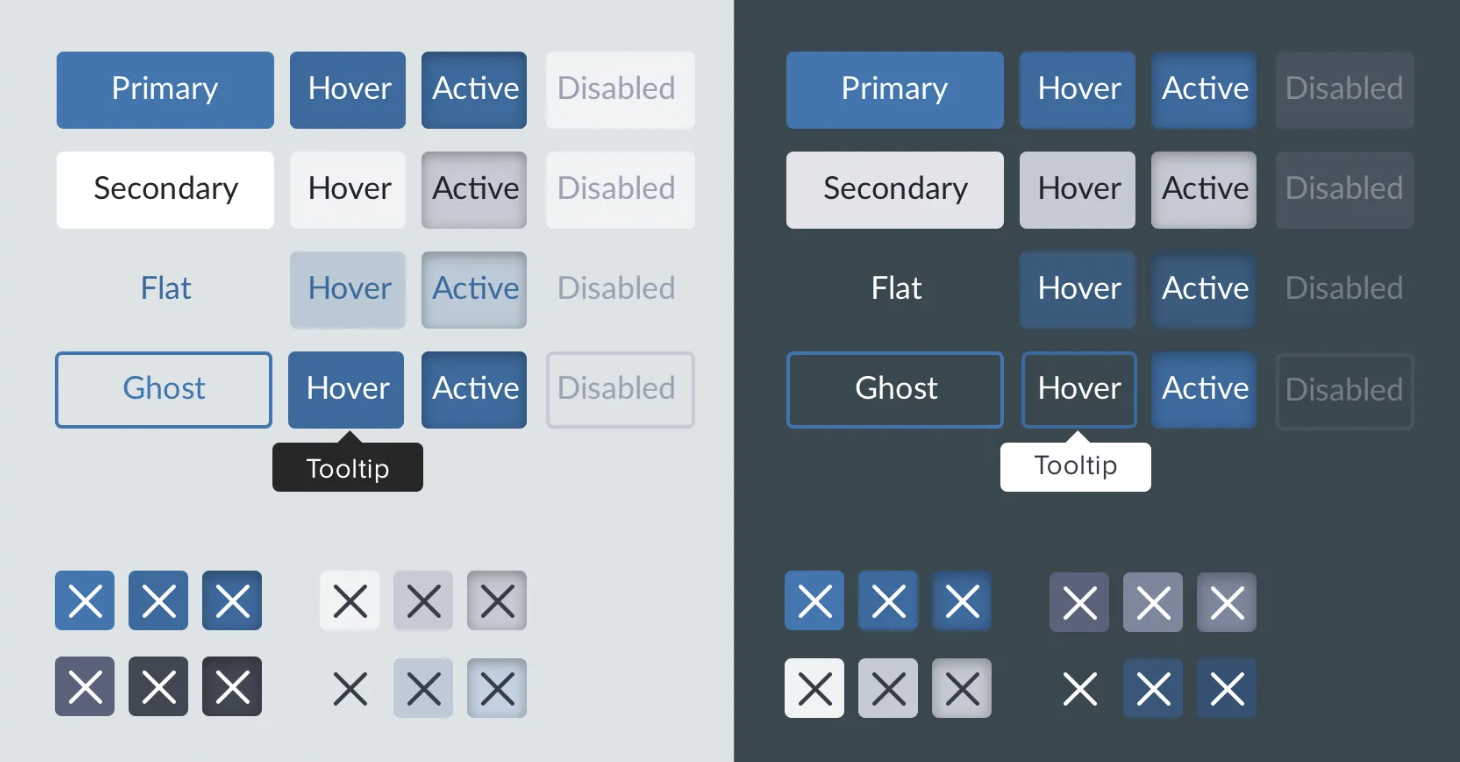 Primary Hover Active Disabled
Secondary Hover Active Disabled
Flat Hover Active Disabled
Ghost Hover Active Disabled
Tooltip
Primary Hover Active Disabled
Secondary Hover Active Disabled
Flat Hover Active Disabled
Ghost Hover Active Disabled
Tooltip